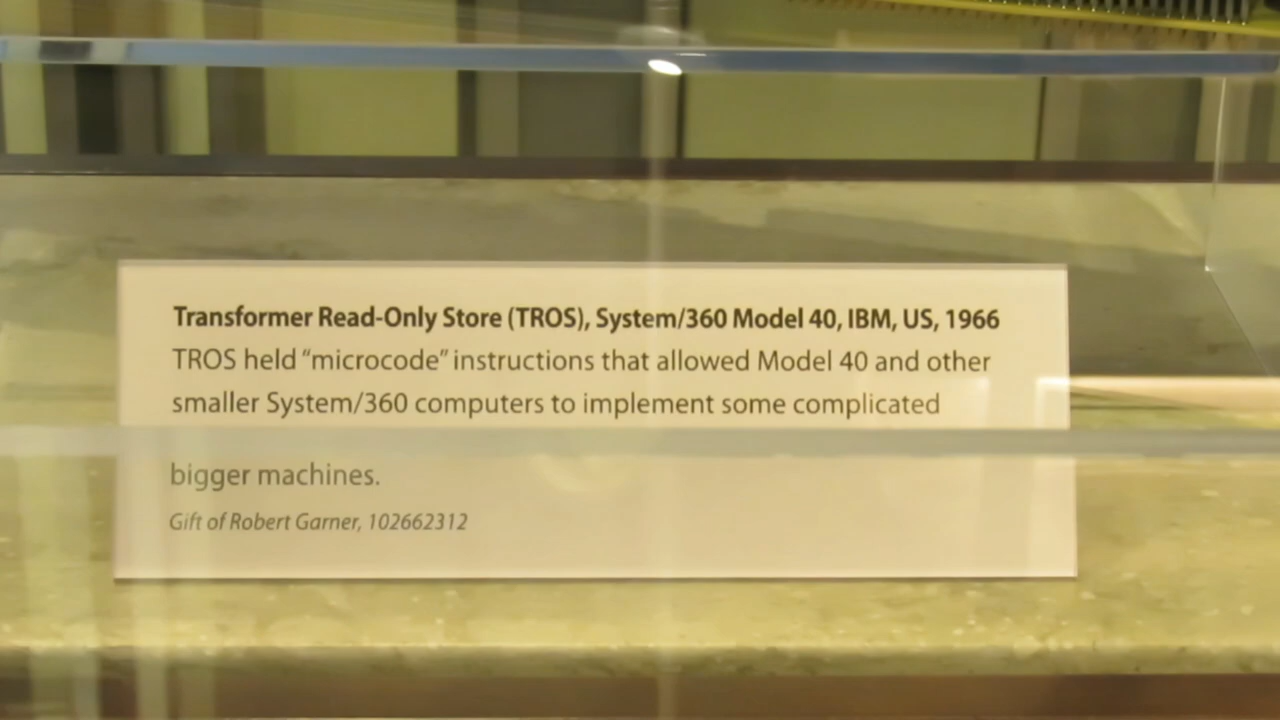 Transformer Read-Only Store (TROS), System/360 Model 40, IBM, US, 1966
TROS held “microcode” instructions that allowed Model 40 and other
smaller System/360 computers to implement some complicated
bigger machines.
Gift of Robert Garner, 102662312